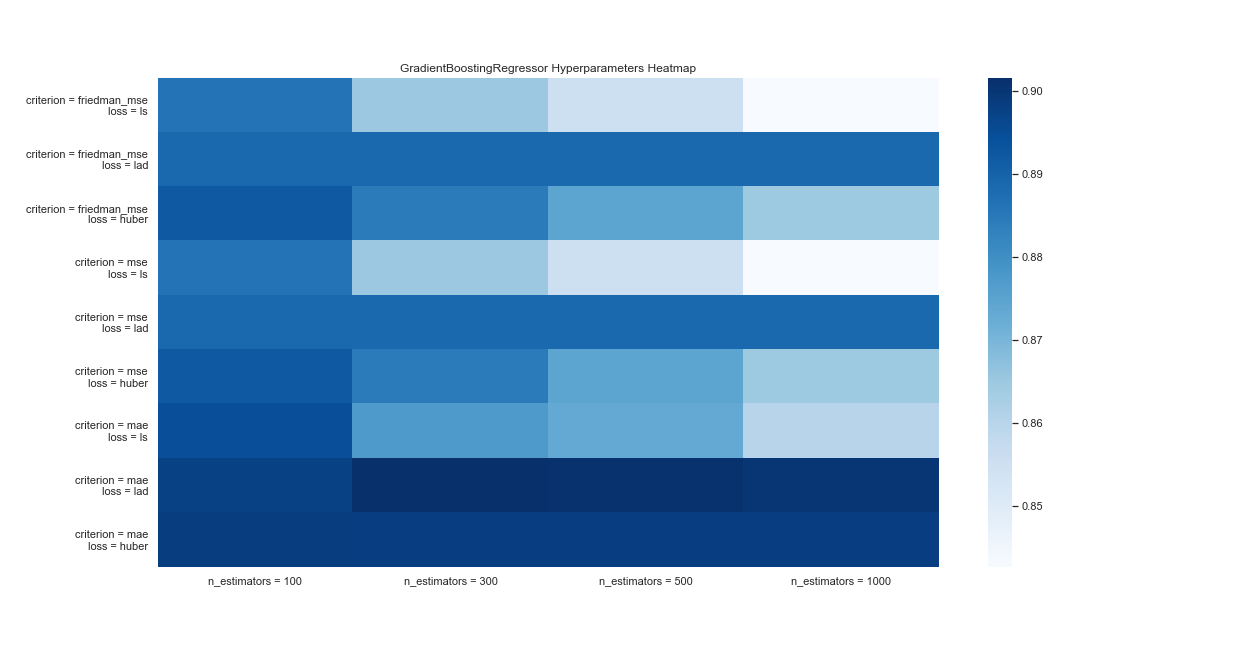 GradientBoostingRegressor Hyperparameters Heatmap
criterion = friedman_mse
loss = ls
criterion = friedman_mse
loss = lad
criterion = friedman_mse
loss = huber
criterion = mse
loss = ls
criterion = mse
loss = lad
criterion = mse
loss = huber
criterion = mae
loss = ls
criterion = mae
loss = lad
criterion = mae
loss = huber
n_estimators = 100
n_estimators = 300
n_estimators = 500
n_estimators = 1000
0.90
0.89
0.88
0.87
0.86
0.85